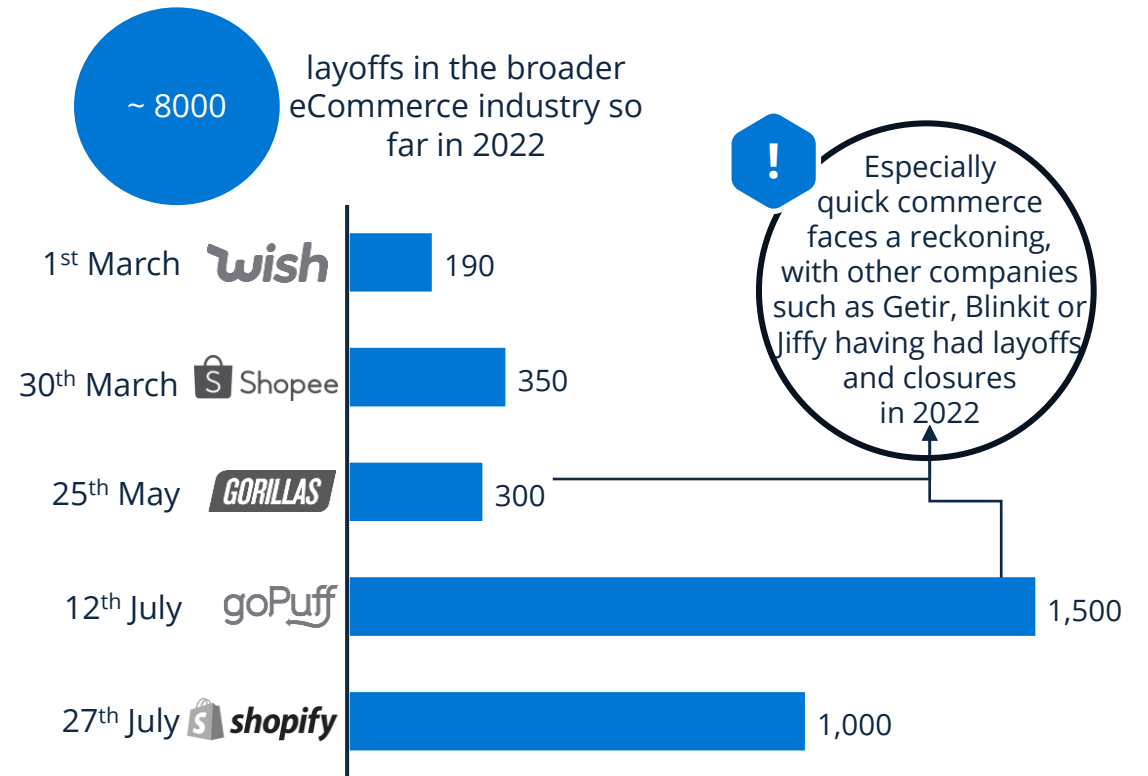 ~ 8000
layoffs in the broader
eCommerce industry so
far in 2022
!
Especially
quick commerce
faces a reckoning,
with other companies
such as Getir, Blinkit or
Jiffy having had layoffs
and closures
in 2022
1st March wish 190
30th March S Shopee 350
25th May GORILLAS 300
12th July goPuff 1,500
27th July S shopify 1,000